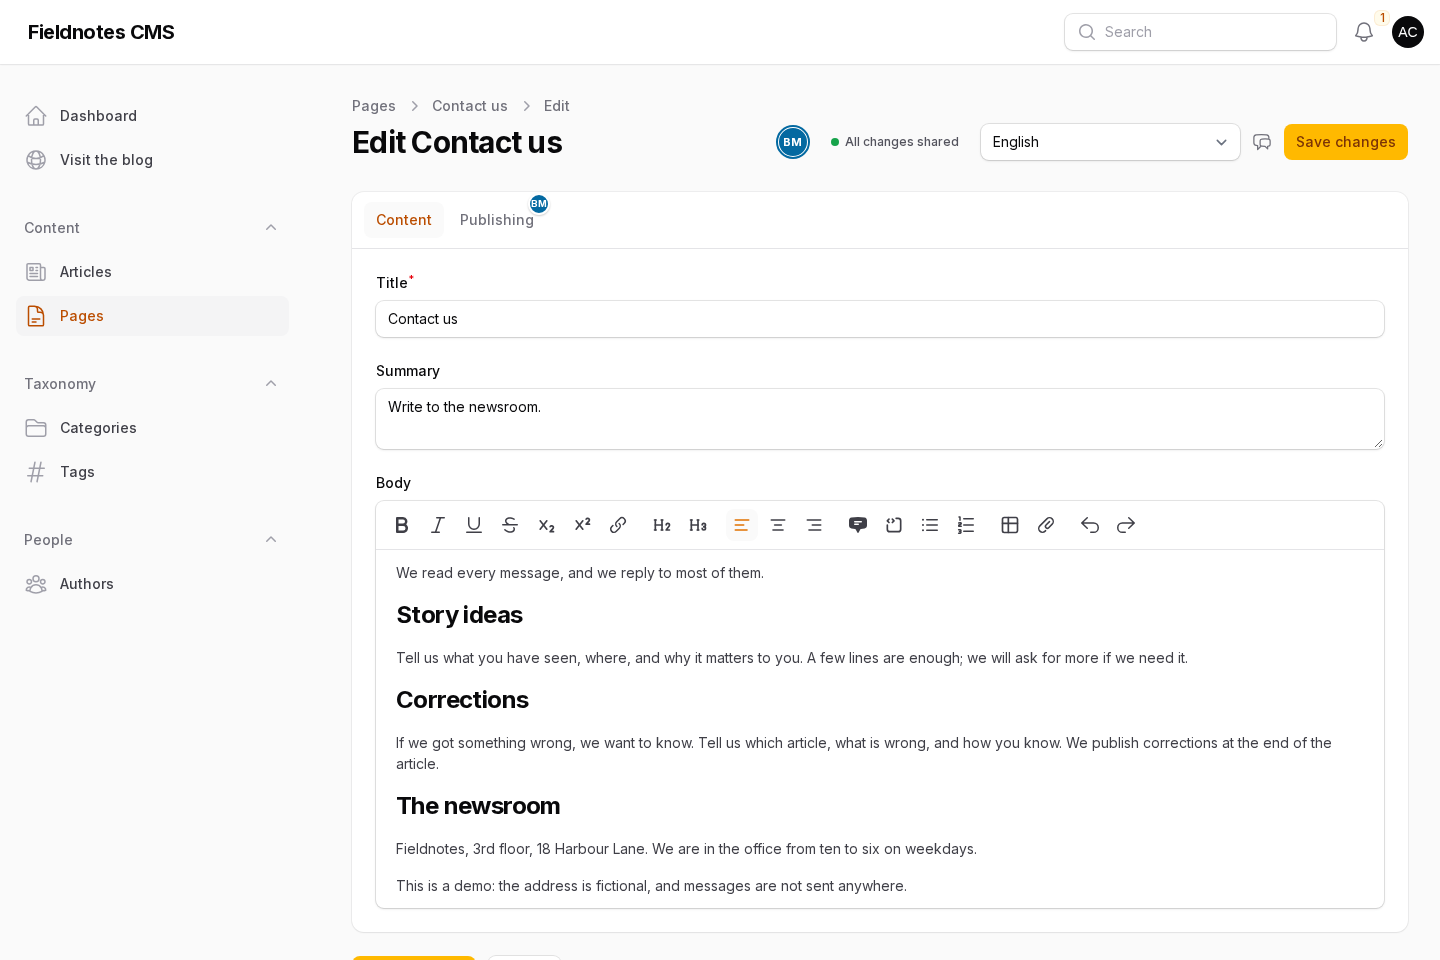 Fieldnotes CMS
Search
1
AC
Dashboard
Visit the blog
Content
Articles
Pages
Taxonomy
Categories
Tags
People
Authors
Pages > Contact us > Edit
Edit Contact us
BM
All changes shared
English
Save changes
Content
Publishing
BM
Title*
Contact us
Summary
Write to the newsroom.
Body
B I U S x₂ x² H2 H3
We read every message, and we reply to most of them.
Story ideas
Tell us what you have seen, where, and why it matters to you. A few lines are enough; we will ask for more if we need it.
Corrections
If we got something wrong, we want to know. Tell us which article, what is wrong, and how you know. We publish corrections at the end of the
article.
The newsroom
Fieldnotes, 3rd floor, 18 Harbour Lane. We are in the office from ten to six on weekdays.
This is a demo: the address is fictional, and messages are not sent anywhere.